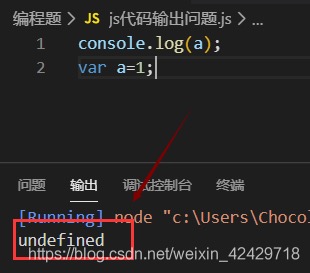 编程题 > JS js代码输出问题.js > ...
1 console.log(a);
2 var a=1;
问题 输出 调试控制台 终端
[Running] node "c:\Users\Choco
undefined
https://blog.csdn.net/weixin_42429718